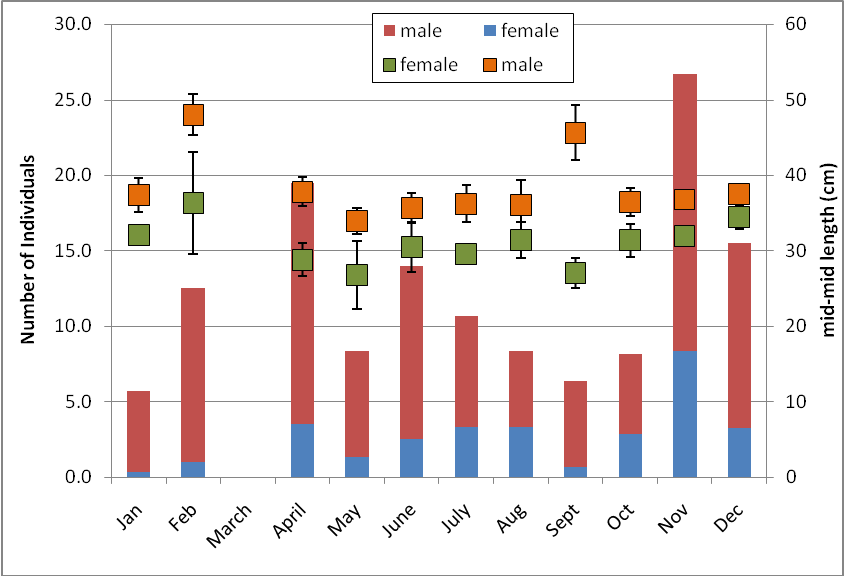 male female
female male
Number of Individuals
30.0
25.0
20.0
15.0
10.0
5.0
0.0
60
50
40
30
20
10
0
mid-mid length (cm)
Jan Feb March April May June July Aug Sept Oct Nov Dec